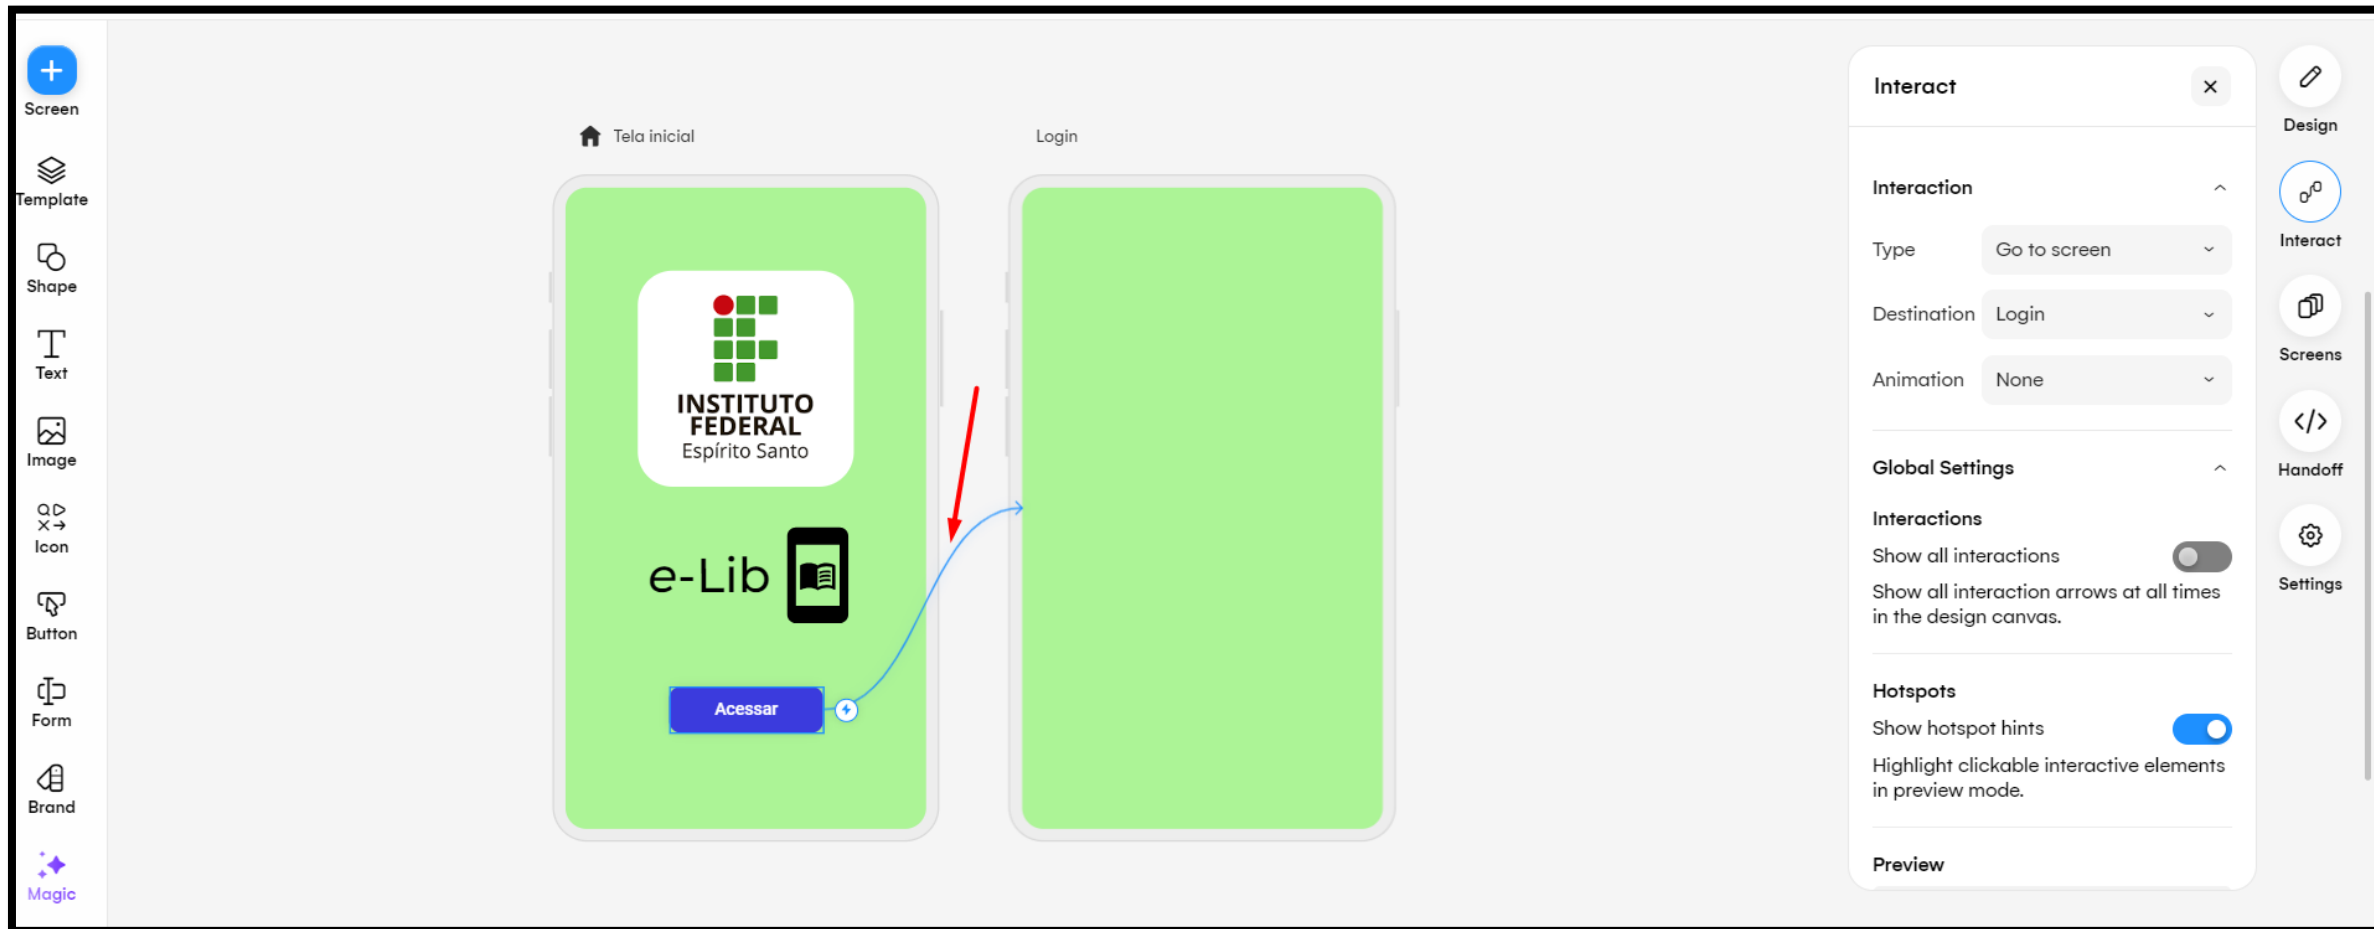 Screen
Template
Shape
Text
Image
Icon
Button
Form
Brand
Magic
Tela inicial
INSTITUTO
FEDERAL
Espírito Santo
e-Lib
Acessar
Login
Interact
Interaction
Type Go to screen
Destination Login
Animation None
Global Settings
Interactions
Show all interactions
Show all interaction arrows at all times
in the design canvas.
Hotspots
Show hotspot hints
Highlight clickable interactive elements
in preview mode.
Preview
Design
Interact
Screens
Handoff
Settings